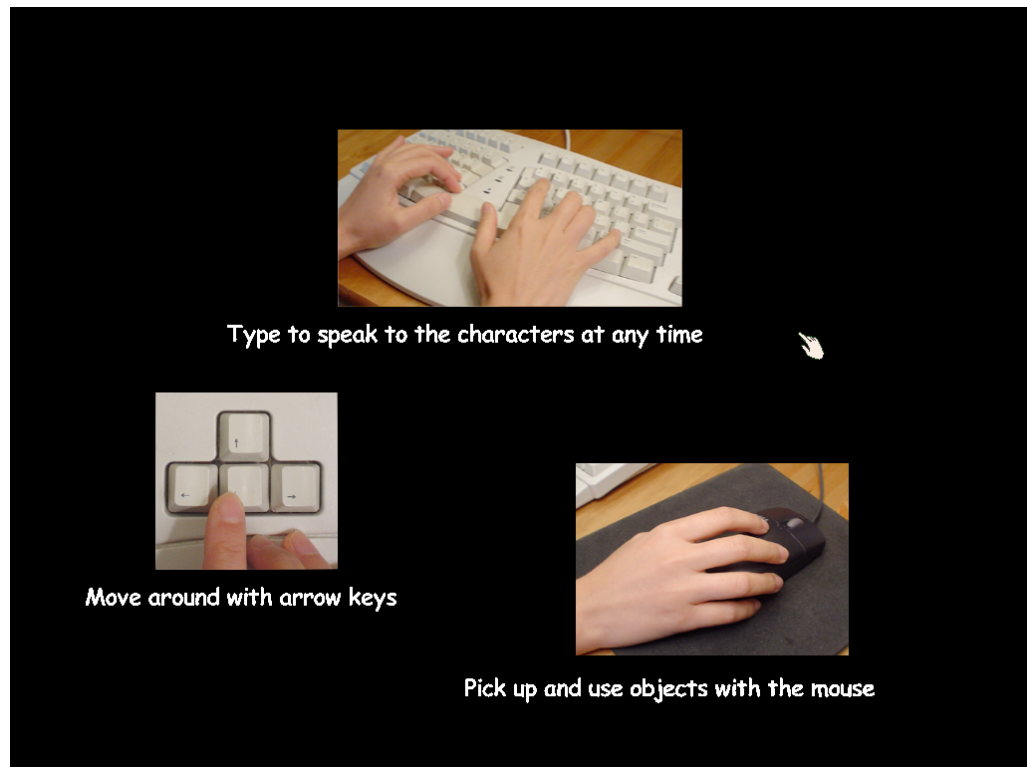 Type to speak to the characters at any time
Move around with arrow keys
Pick up and use objects with the mouse